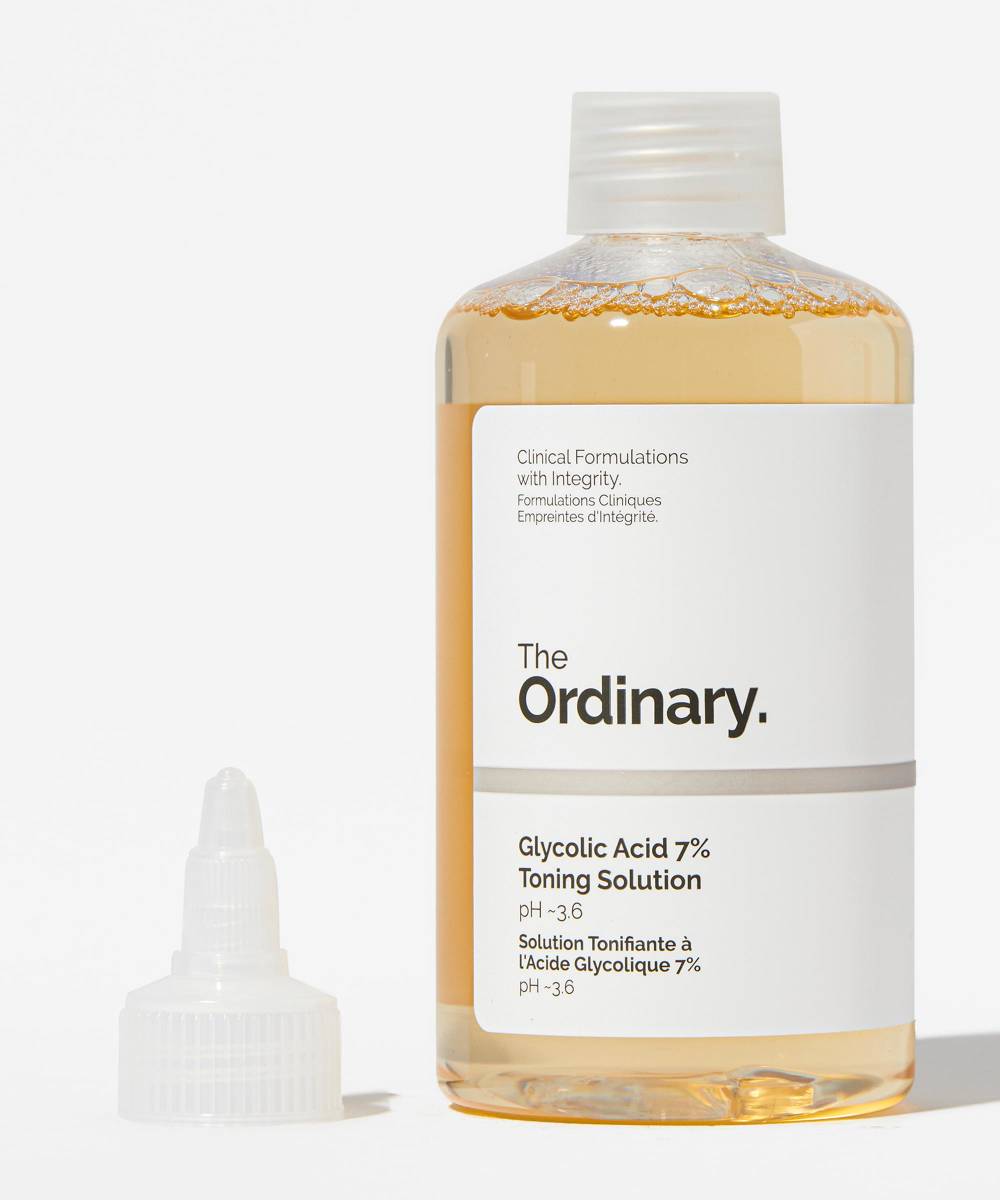 Clinical Formulations
with Integrity.
Formulations Cliniques
Empreintes d'Intégrité.
The
Ordinary.
Glycolic Acid 7%
Toning Solution
pH ~3.6
Solution Tonifiante à
l'Acide Glycolique 7%
pH ~3.6